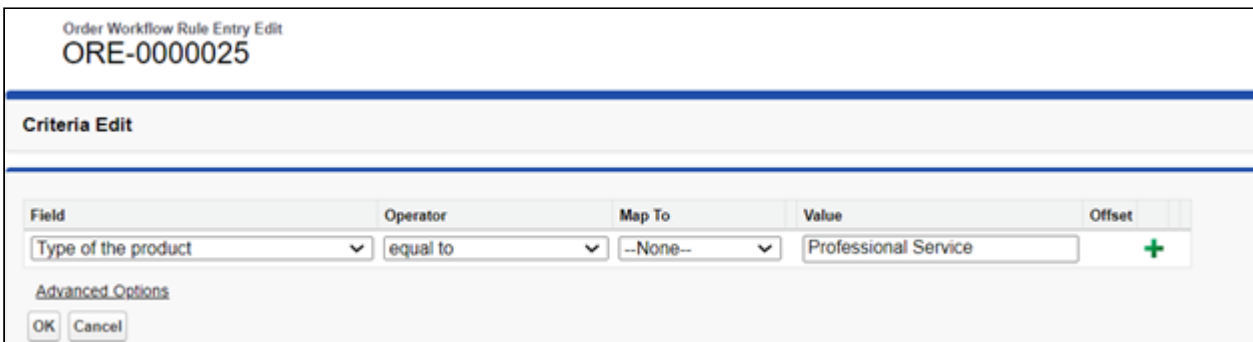 Order Workflow Rule Entry Edit
ORE-0000025
Criteria Edit
Field Operator Map To Value Offset
Type of the product equal to --None-- Professional Service
Advanced Options
OK Cancel